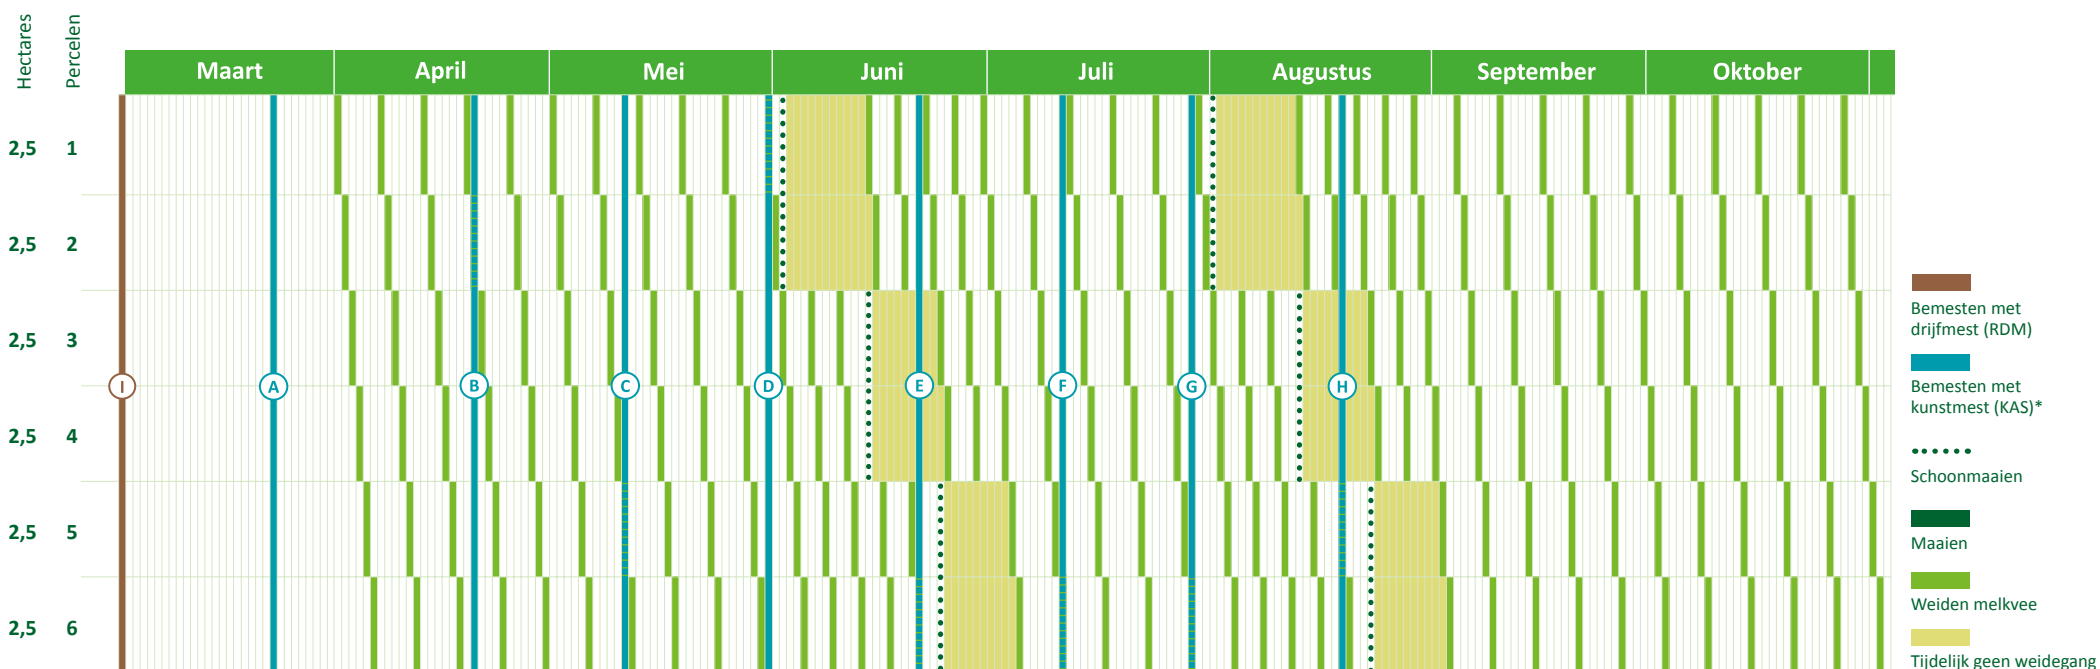 Hectares
Percelen
Maart
April
Mei
Juni
Juli
Augustus
September
Oktober
2,5 1
2,5 2
2,5 3
I A B C D E F G H
2,5 4
2,5 5
2,5 6
Bemesten met
drijfmest (RDM)
Bemesten met
kunstmest (KAS)*
Schoonmaaien
Maaien
Weiden melkvee
Tijdelijk geen weidegang